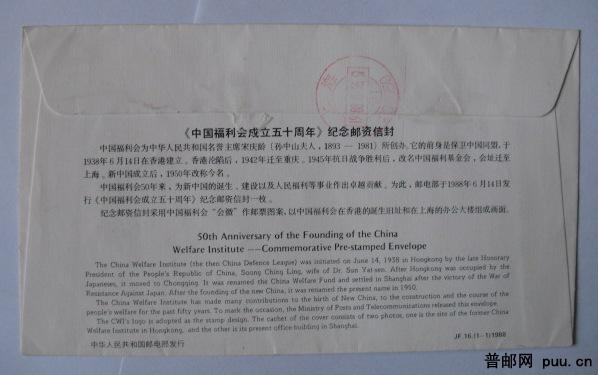 《中国福利会成立五十周年》纪念邮资信封
中国福利会为中华人民共和国名誉主席宋庆龄（孙中山夫人，1893－1981）所创办。它的前身是保卫中国同盟，于
1938年6月14日在香港建立。香港沦陷后，1942年迁至重庆。1945年抗日战争胜利后，改名中国福利基金会，会址迁至
上海。新中国成立后，1950年改称今名。
中国福利会50年来，为新中国的诞生、建设以及人民福利等事业作出卓越贡献。为此，邮电部于1988年6月14日发
行《中国福利会成立五十周年》纪念邮资信封一枚。
纪念邮资信封采用中国福利会“会徽”作邮票图案，以中国福利会在香港的诞生旧址和在上海的办公大楼组成画面。
50th Anniversary of the Founding of the China
Welfare Institute ——Commemorative Pre-stamped Envelope
The China Welfare Institute (the then China Defence League) was initiated on June 14, 1938 in Hongkong by the late Honorary
President of the People's Republic of China, Soong Ching Ling, wife of Dr. Sun Yat-sen. After Hongkong was occupied by the
Japaneses, it moved to Chongqing. It was renamed the China Welfare Fund and settled in Shanghai after the victory of the War of
Resistance Against Japan. After the founding of the new China, it was renamed the present name in 1950.
The China Welfare Institute has made many contributions to the birth of New China, to the construction and the course of the
people's welfare for the past fifty years. To mark the occasion, the Ministry of Posts and Telecommunications released this envelope.
The CWI's logo is adopted as the stamp design. The cachet of the cover consists of two photos, one is the site of the former China
Welfare Institute in Hongkong, and the other is its present office building in Shanghai.
中华人民共和国邮电部发行
JF.16.(1-1)1988
普邮网 puu.cn